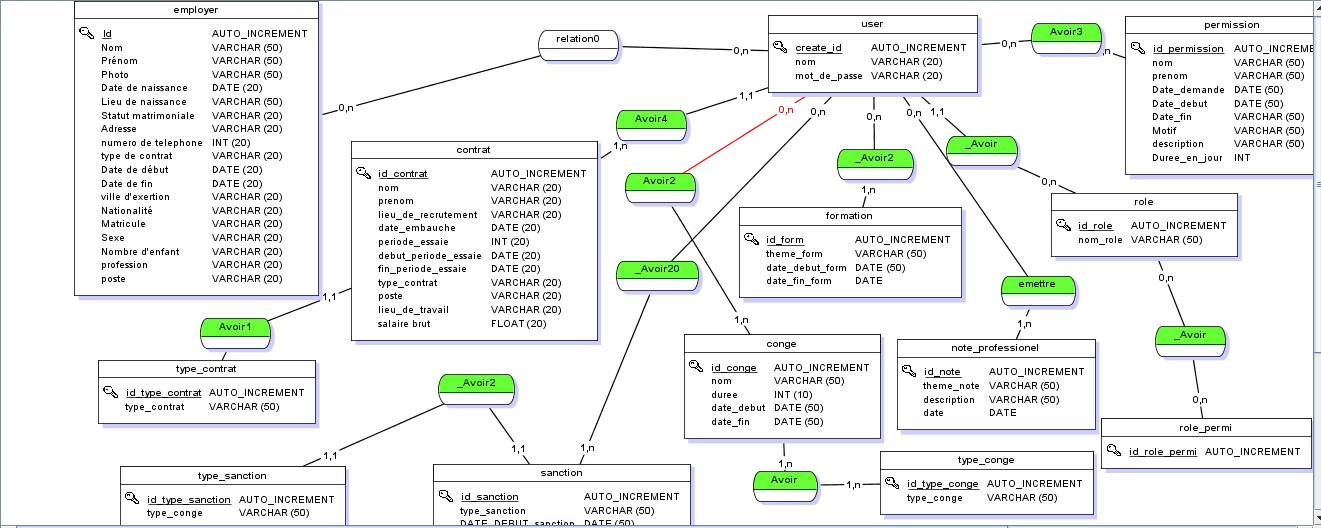 employer
Id AUTO_INCREMENT
Nom VARCHAR (50)
Prénom VARCHAR (50)
Photo VARCHAR (50)
Date de naissance DATE (20)
Lieu de naissance VARCHAR (50)
Statut matrimoniale VARCHAR (20)
Adresse VARCHAR (20)
numero de telephone INT (20)
type de contrat VARCHAR (20)
Date de début DATE (20)
Date de fin DATE (20)
ville d'exertion VARCHAR (20)
Nationalité VARCHAR (20)
Matricule VARCHAR (20)
Sexe VARCHAR (20)
Nombre d'enfant VARCHAR (20)
profession VARCHAR (20)
poste VARCHAR (20)
0,n
relation0
0,n
user
create_id AUTO_INCREMENT
nom VARCHAR (20)
mot_de_passe VARCHAR (20)
0,n
Avoir3
,n
permission
id_permission AUTO_INCREME
nom VARCHAR (50)
prenom VARCHAR (50)
Date_demande DATE (50)
Date_debut DATE (50)
Date_fin VARCHAR (50)
Motif VARCHAR (50)
description VARCHAR (50)
Duree_en_jour INT
1,1
Avoir4
1,n
0,n
Avoir2
0,n
0,n
_Avoir2
1,n
0,n
1,1
_Avoir
0,n
contrat
id_contrat AUTO_INCREMENT
nom VARCHAR (20)
prenom VARCHAR (20)
lieu_de_recrutement VARCHAR (20)
date_embauche DATE (20)
periode_essaie INT (20)
debut_periode_essaie DATE (20)
fin_periode_essaie DATE (20)
type_contrat VARCHAR (20)
poste VARCHAR (20)
lieu_de_travail VARCHAR (20)
salaire brut FLOAT (20)
formation
id_form AUTO_INCREMENT
theme_form VARCHAR (50)
date_debut_form DATE (50)
date_fin_form DATE
role
id_role AUTO_INCREMENT
nom_role VARCHAR (50)
0,n
_Avoir20
emettre
1,n
1,1
Avoir1
1,n
_Avoir
0,n
type_contrat
id_type_contrat AUTO_INCREMENT
type_contrat VARCHAR (50)
conge
id_conge AUTO_INCREMENT
nom VARCHAR (50)
duree INT (10)
date_debut DATE (50)
date_fin DATE (50)
note_professionel
id_note AUTO_INCREMENT
theme_note VARCHAR (50)
description VARCHAR (50)
date DATE
_Avoir2
1,1
1,1
1,n
role_permi
id_role_permi AUTO_INCREMENT
1,n
Avoir
1,n
type_conge
id_type_conge AUTO_INCREMENT
type_conge VARCHAR (50)
type_sanction
id_type_sanction AUTO_INCREMENT
type_conge VARCHAR (50)
sanction
id_sanction AUTO_INCREMENT
type_sanction VARCHAR (50)
DATE_DEBUT_sanction DATE (50)